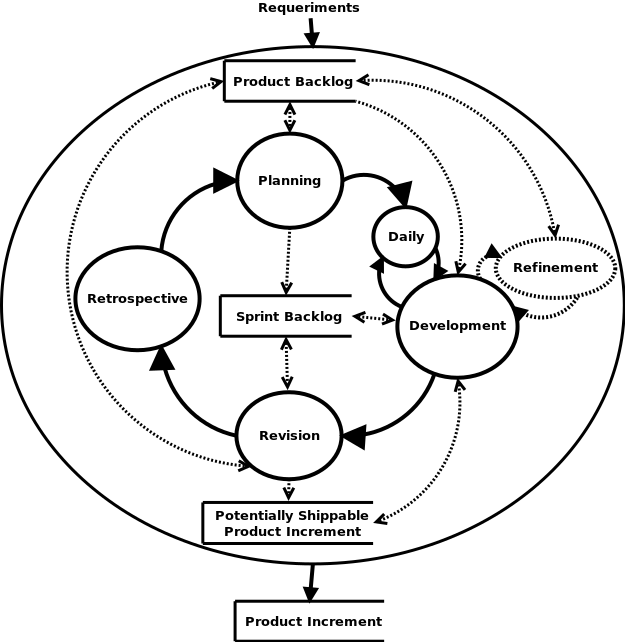 Requeriments
Product Backlog
Planning
Daily
Refinement
Retrospective
Sprint Backlog
Development
Revision
Potentially Shippable
Product Increment
Product Increment